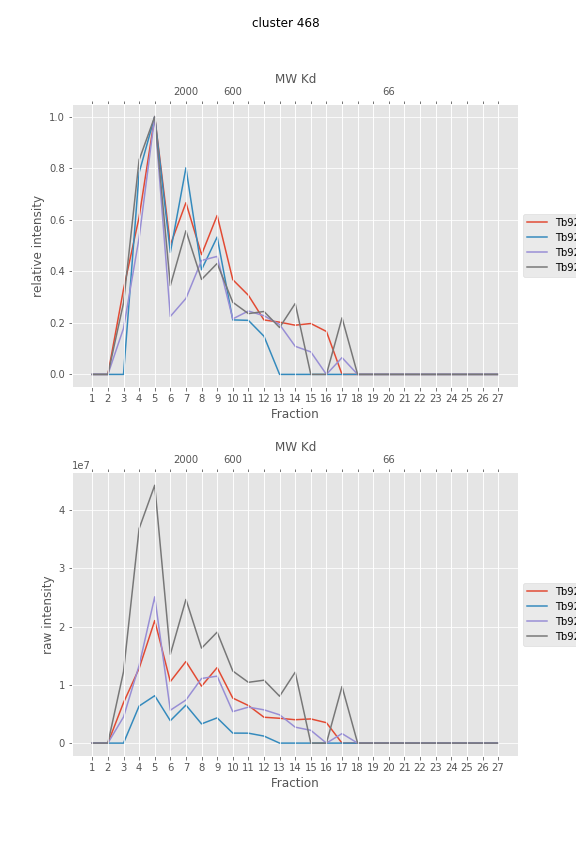 cluster 468
MW Kd
2000 600 66
1.0
0.8
0.6
0.4
0.2
0.0
relative intensity
Tb92
Tb92
Tb92
Tb92
1 2 3 4 5 6 7 8 9 10 11 12 13 14 15 16 17 18 19 20 21 22 23 24 25 26 27
Fraction
MW Kd
2000 600 66
1e7
4
3
2
1
0
raw intensity
Tb92
Tb92
Tb92
Tb92
1 2 3 4 5 6 7 8 9 10 11 12 13 14 15 16 17 18 19 20 21 22 23 24 25 26 27
Fraction